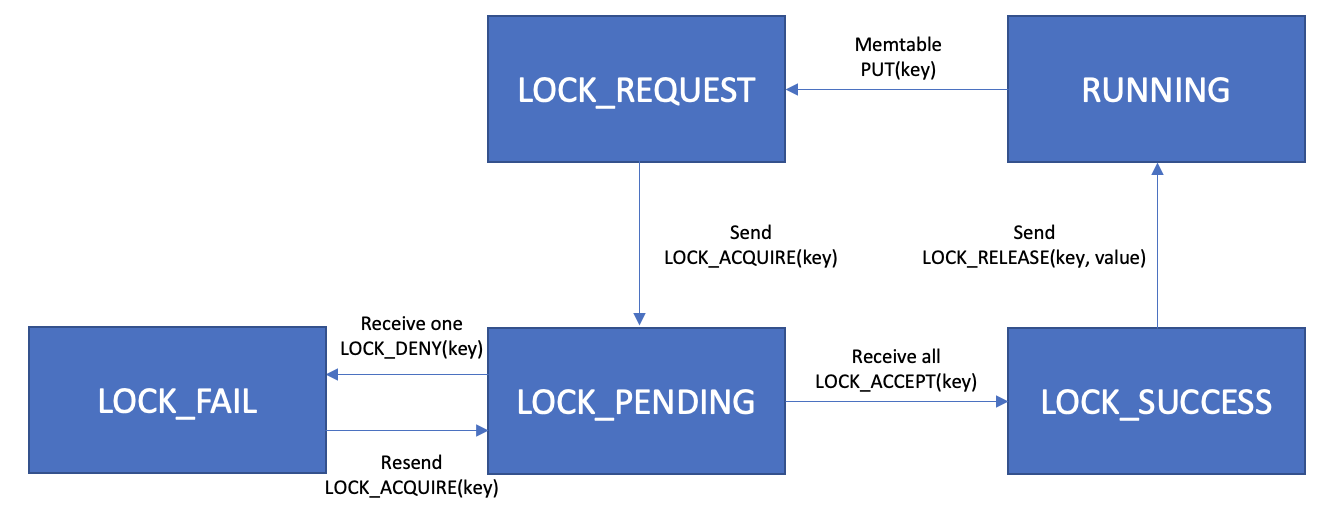 Memtable
PUT(key)
LOCK_REQUEST
RUNNING
Send
LOCK_ACQUIRE(key)
Send
LOCK_RELEASE(key, value)
Receive one
LOCK_DENY(key)
Receive all
LOCK_ACCEPT(key)
LOCK_FAIL
LOCK_PENDING
LOCK_SUCCESS
Resend
LOCK_ACQUIRE(key)